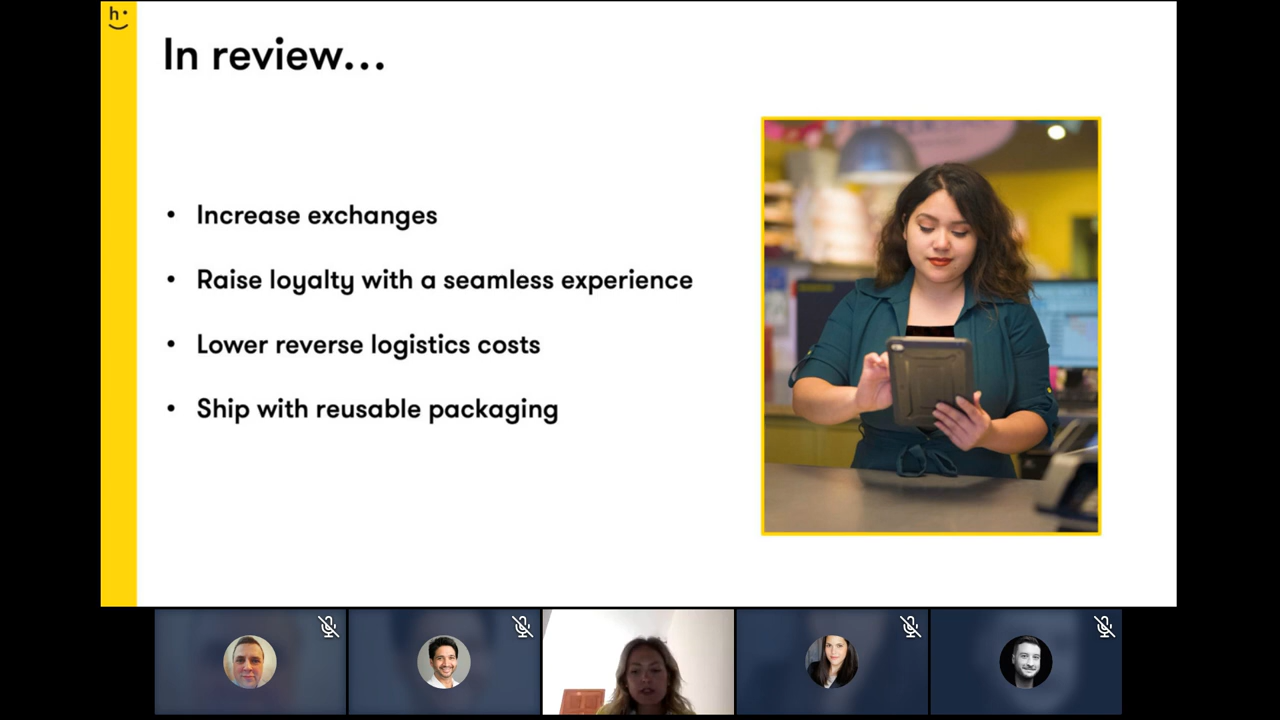 h
In review...
• Increase exchanges
• Raise loyalty with a seamless experience
• Lower reverse logistics costs
• Ship with reusable packaging